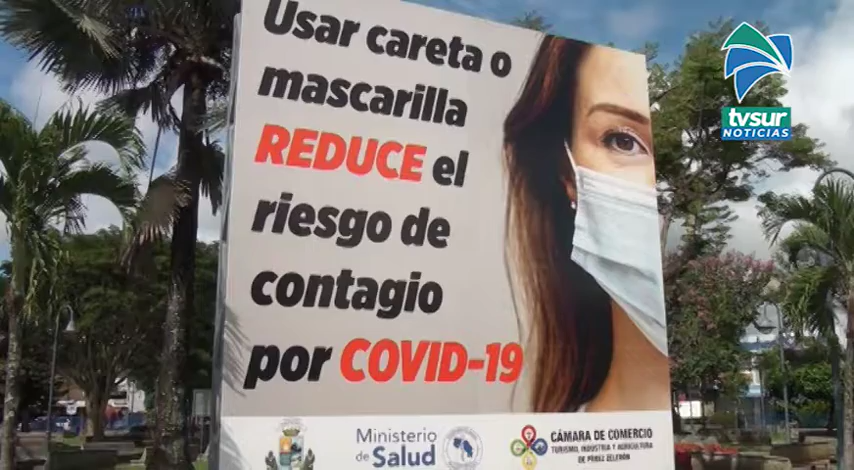 Usar careta o
mascarilla
REDUCE el
riesgo de
contagio
por COVID-19
Ministerio
de Salud
CÁMARA DE COMERCIO
TURISMO, INDUSTRIA Y AGRICULTURA
DE PÉREZ ZELEDÓN
tvsur
NOTICIAS